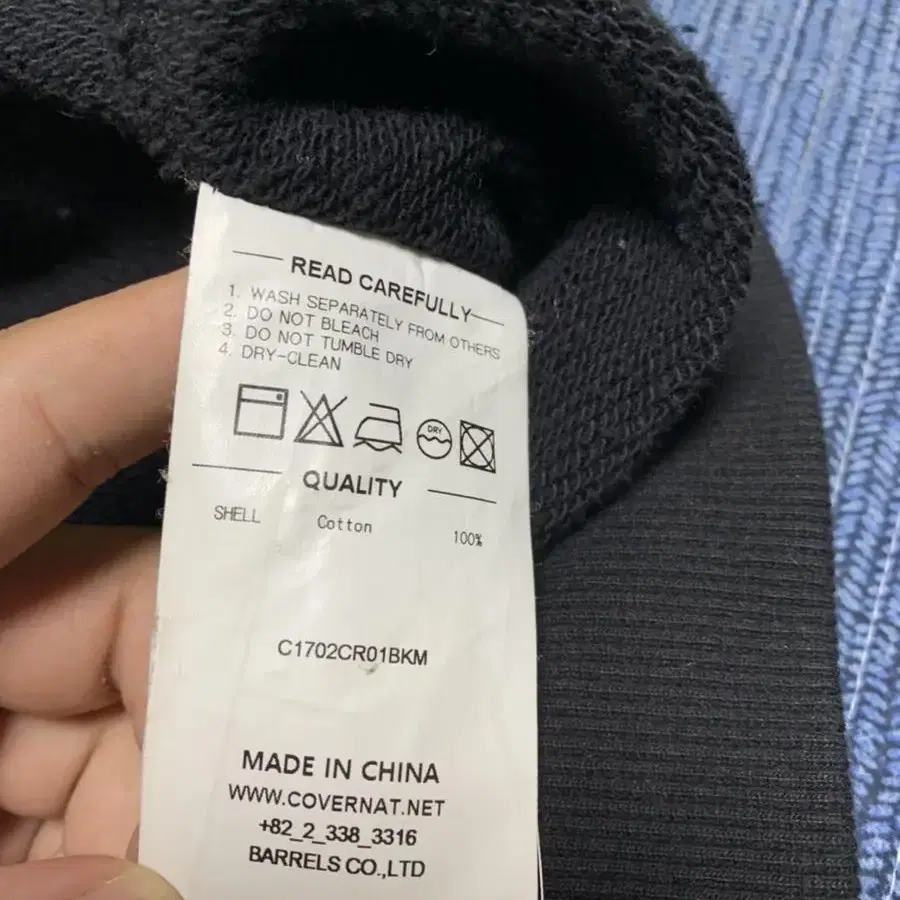 READ CAREFULLY
1. WASH SEPARATELY FROM OTHERS
2. DO NOT BLEACH
3. DO NOT TUMBLE DRY
4. DRY-CLEAN
DRY
QUALITY
SHELL Cotton 100%
C1702CR01BKM
MADE IN CHINA
WWW.COVERNAT.NET
+82_2_338_3316
BARRELS CO.,LTD